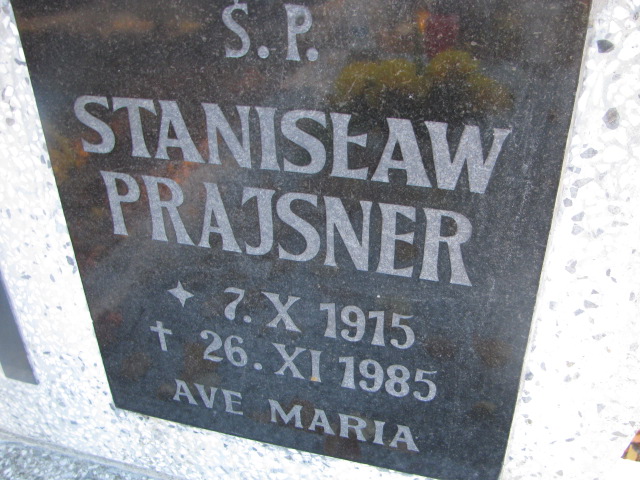 Ś. P.
STANISŁAW
PRAJSNER
✦ 7. X 1915
✝ 26. XI 1985
AVE MARIA